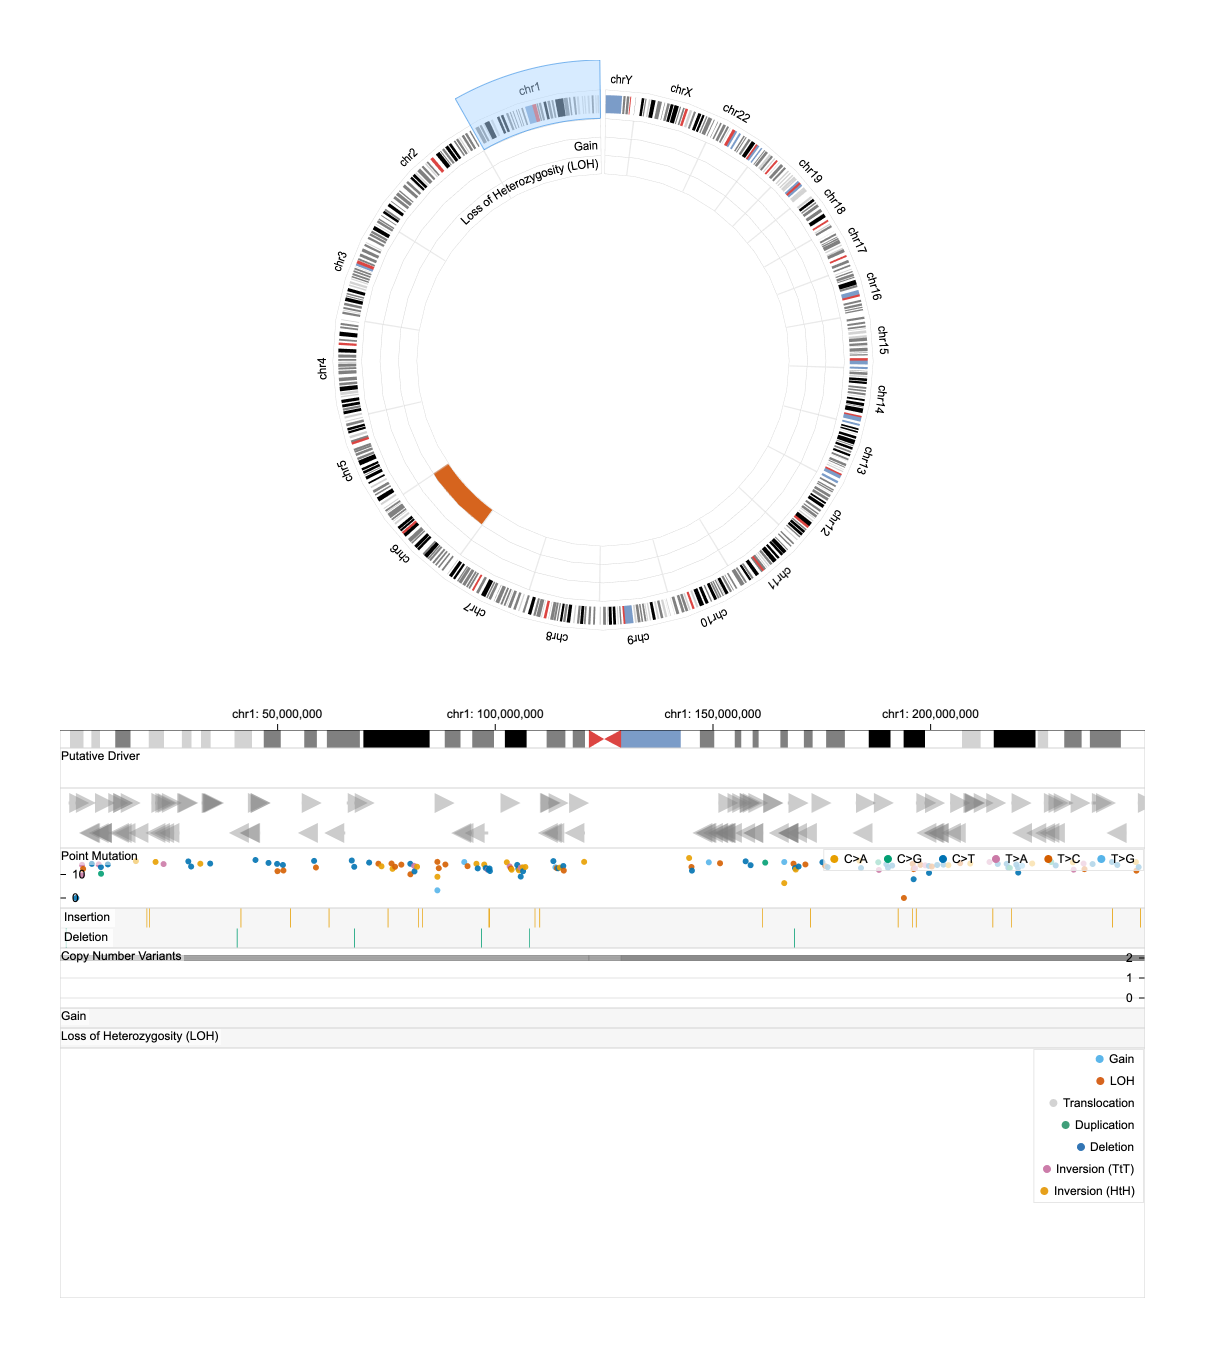 chr1
chrY
chrX
chr22
chr19
chr18
chr17
chr16
chr15
chr14
chr13
chr12
chr11
chr10
chr9
chr8
chr7
chr6
chr5
chr4
chr3
chr2
Gain
Loss of Heterozygosity (LOH)
chr1: 50,000,000 chr1: 100,000,000 chr1: 150,000,000 chr1: 200,000,000
Putative Driver
Point Mutation
C>A C>G C>T T>A T>C T>G
10
0
Insertion
Deletion
Copy Number Variants
2
1
0
Gain
Loss of Heterozygosity (LOH)
Gain
LOH
Translocation
Duplication
Deletion
Inversion (TtT)
Inversion (HtH)